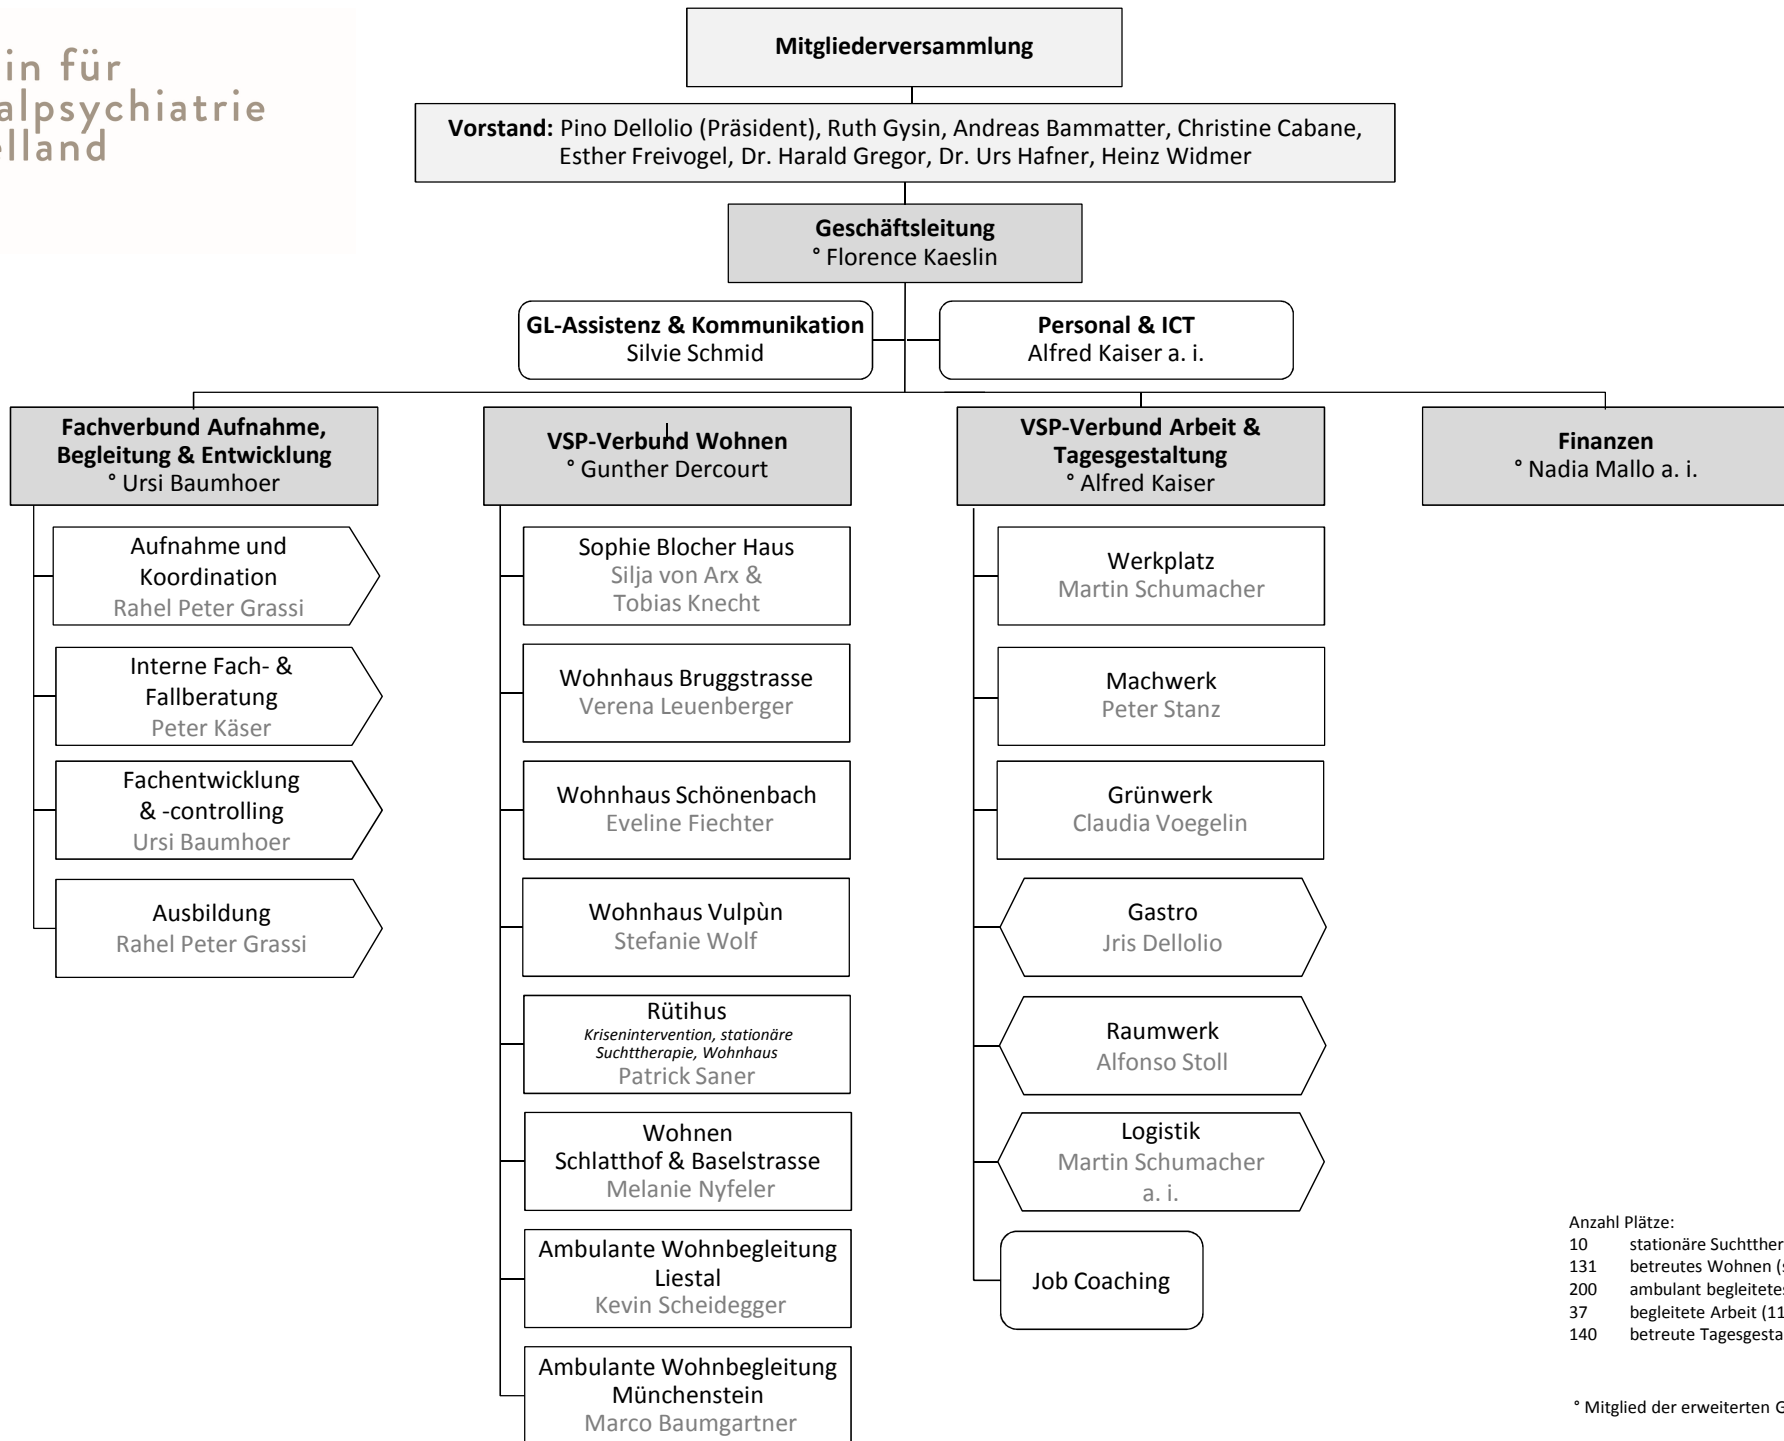 in für
alpsychiatrie
elland
Mitgliederversammlung
Vorstand: Pino Dellolio (Präsident), Ruth Gysin, Andreas Bammatter, Christine Cabane,
Esther Freivogel, Dr. Harald Gregor, Dr. Urs Hafner, Heinz Widmer
Geschäftsleitung
° Florence Kaeslin
GL-Assistenz & Kommunikation
Silvie Schmid
Personal & ICT
Alfred Kaiser a. i.
Fachverbund Aufnahme,
Begleitung & Entwicklung
° Ursi Baumhoer
Aufnahme und
Koordination
Rahel Peter Grassi
Interne Fach- &
Fallberatung
Peter Käser
Fachentwicklung
& -controlling
Ursi Baumhoer
Ausbildung
Rahel Peter Grassi
VSP-Verbund Wohnen
° Gunther Dercourt
Sophie Blocher Haus
Silja von Arx &
Tobias Knecht
Wohnhaus Bruggstrasse
Verena Leuenberger
Wohnhaus Schönenbach
Eveline Fiechter
Wohnhaus Vulpùn
Stefanie Wolf
Rütihus
Krisenintervention, stationäre
Suchttherapie, Wohnhaus
Patrick Saner
Wohnen
Schlatthof & Baselstrasse
Melanie Nyfeler
Ambulante Wohnbegleitung
Liestal
Kevin Scheidegger
Ambulante Wohnbegleitung
Münchenstein
Marco Baumgartner
VSP-Verbund Arbeit &
Tagesgestaltung
° Alfred Kaiser
Werkplatz
Martin Schumacher
Machwerk
Peter Stanz
Grünwerk
Claudia Voegelin
Gastro
Jris Dellolio
Raumwerk
Alfonso Stoll
Logistik
Martin Schumacher
a. i.
Job Coaching
Finanzen
° Nadia Mallo a. i.
Anzahl Plätze:
10 stationäre Suchtther
131 betreutes Wohnen (s
200 ambulant begleitetes
37 begleitete Arbeit (11
140 betreute Tagesgesta
° Mitglied der erweiterten G